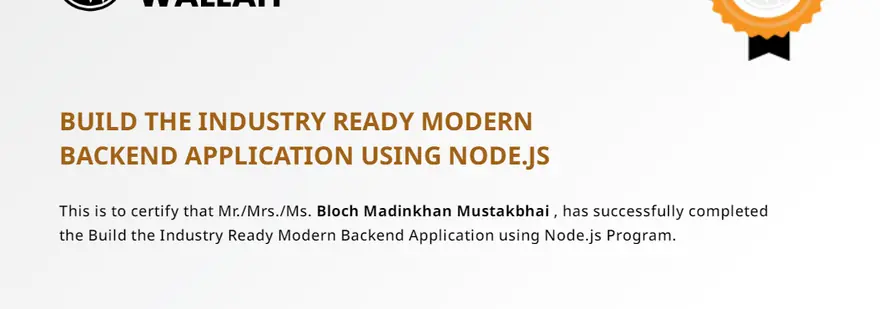 WALLAH
BUILD THE INDUSTRY READY MODERN
BACKEND APPLICATION USING NODE.JS
This is to certify that Mr./Mrs./Ms. Bloch Madinkhan Mustakbhai , has successfully completed
the Build the Industry Ready Modern Backend Application using Node.js Program.